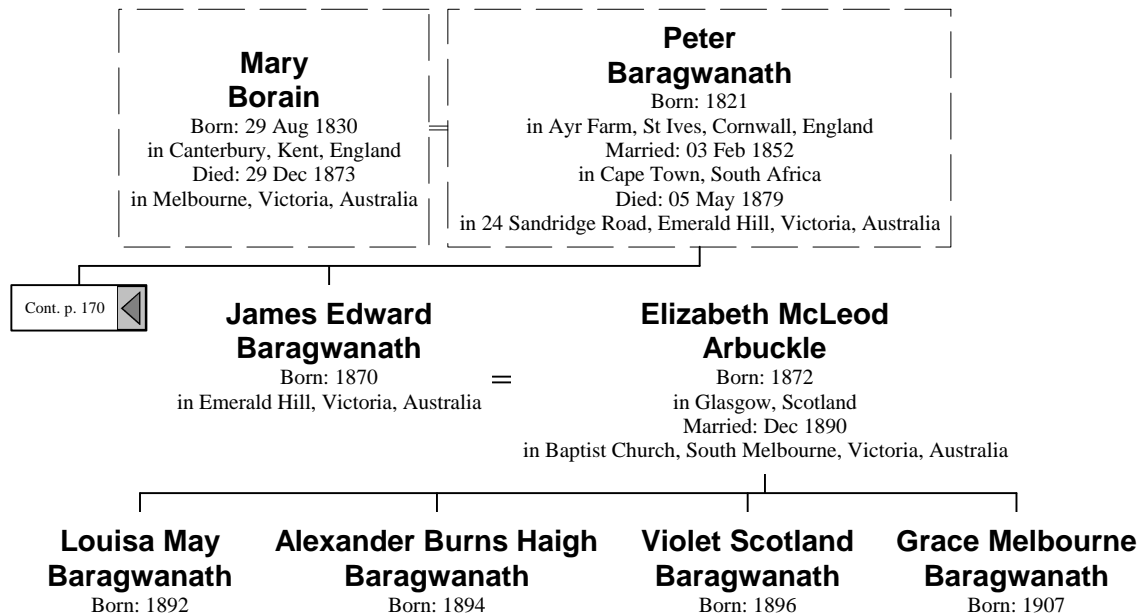 Mary
Borain
Born: 29 Aug 1830
in Canterbury, Kent, England
Died: 29 Dec 1873
in Melbourne, Victoria, Australia
Peter
Baragwanath
Born: 1821
in Ayr Farm, St Ives, Cornwall, England
Married: 03 Feb 1852
in Cape Town, South Africa
Died: 05 May 1879
in 24 Sandridge Road, Emerald Hill, Victoria, Australia
Cont. p. 170
James Edward
Baragwanath
Born: 1870
in Emerald Hill, Victoria, Australia
=
Elizabeth McLeod
Arbuckle
Born: 1872
in Glasgow, Scotland
Married: Dec 1890
in Baptist Church, South Melbourne, Victoria, Australia
Louisa May
Baragwanath
Born: 1892
Alexander Burns Haigh
Baragwanath
Born: 1894
Violet Scotland
Baragwanath
Born: 1896
Grace Melbourne
Baragwanath
Born: 1907